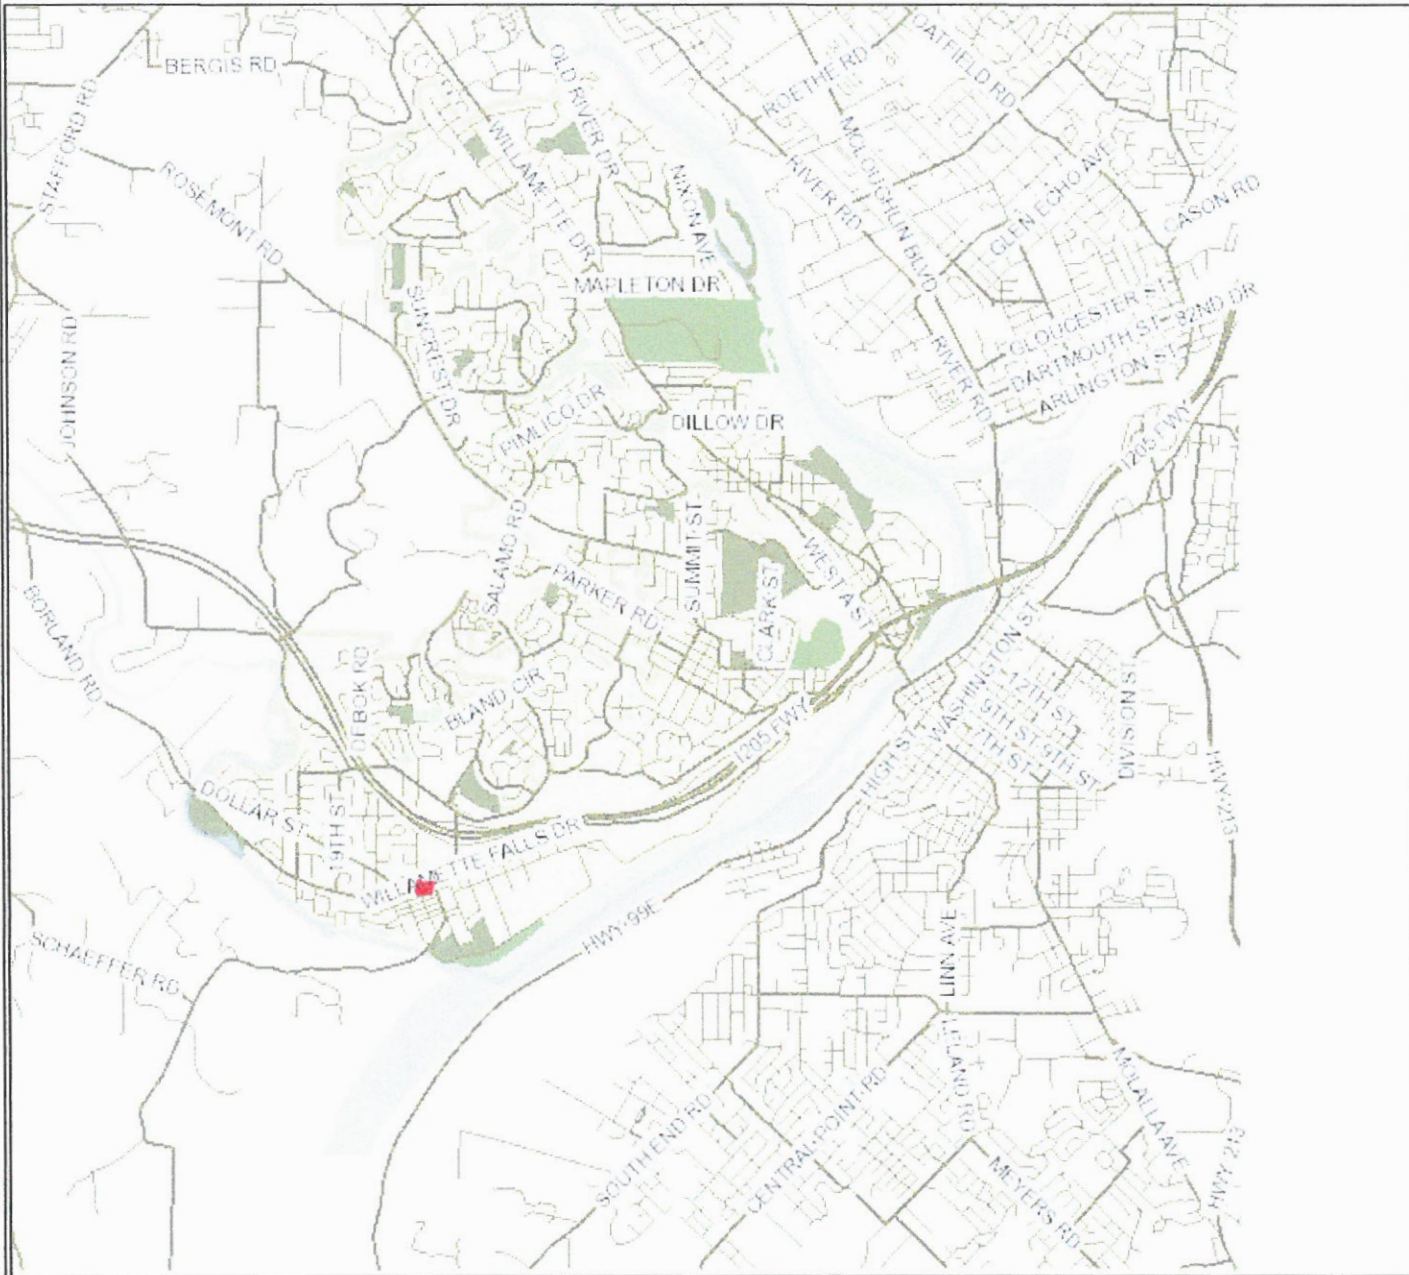 BERGIS RD
STAFFORD RD
ROSEMONT RD
OLD RIVER DR
WILLAMETTE DR
NIXON AVE
ROETHE RD
OATFIELD RD
MCLOUGHLIN BLVD
RIVER RD
GLEN ECHO AVE
CASON RD
MAPLETON DR
SUNCREST DR
JOHNSON RD
GLOUCESTER ST
DARTMOUTH ST
82ND DR
ARLINGTON ST
RIVER RD
PIMLICO DR
DILLOW DR
I205 FWY
SALAMO RD
SUMMIT ST
WEST A ST
PARKER RD
CLARK ST
BORLAND RD
DEBOK RD
BLAND CIR
WASHINGTON ST
12TH ST
9TH ST
9TH ST
7TH ST
DIVISION ST
HIGH ST
I205 FWY
HWY 213
DOLLAR ST
19TH ST
WILLAMETTE FALLS DR
HWY 99E
SCHAEFFER RD
LINN AVE
LELAND RD
MOLALLA AVE
SOUTH END RD
CENTRAL POINT RD
MEYERS RD
HWY 213